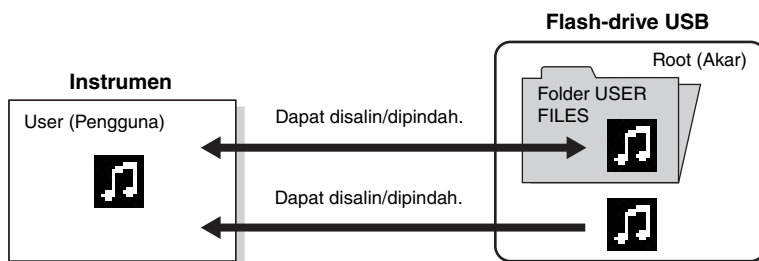 Flash-drive USB
Root (Akar)
Instrumen
Folder USER
FILES
User (Pengguna)
Dapat disalin/dipindah.
Dapat disalin/dipindah.